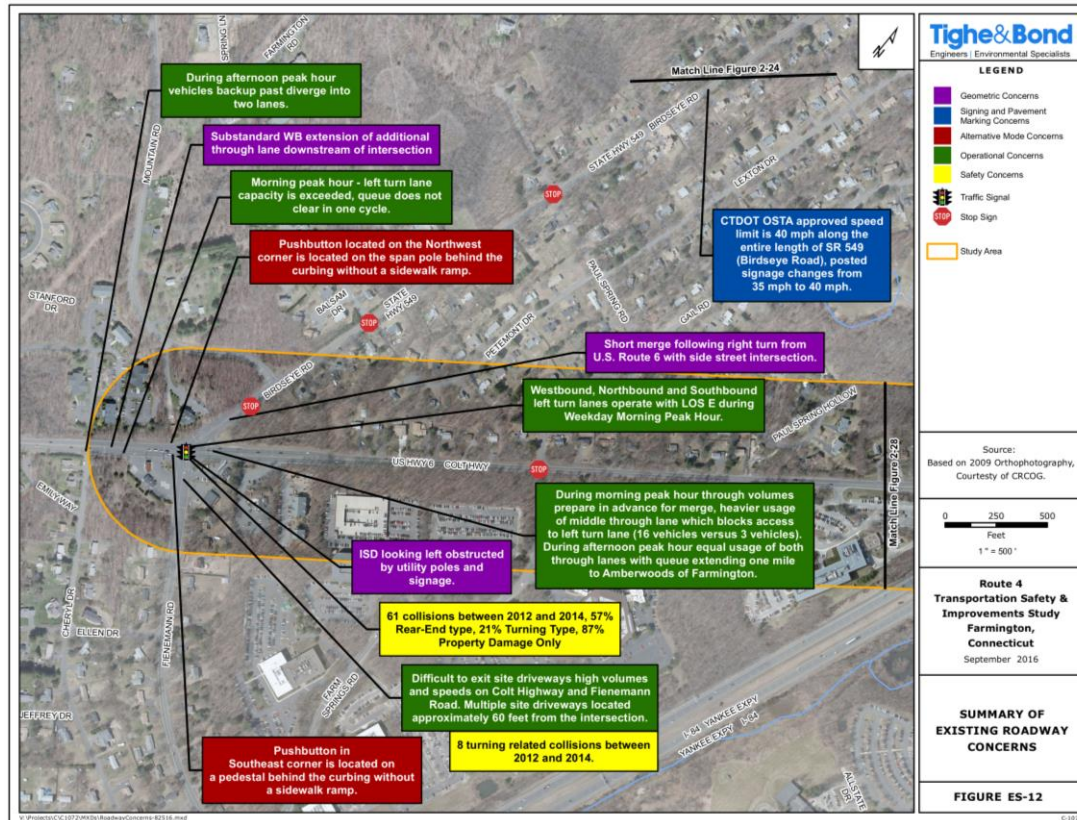 During afternoon peak hour
vehicles backup past diverge into
two lanes.
Substandard WB extension of additional
through lane downstream of intersection
Morning peak hour - left turn lane
capacity is exceeded, queue does not
clear in one cycle.
Pushbutton located on the Northwest
corner is located on the span pole behind the
curbing without a sidewalk ramp.
SPRING LN
FARMINGTON
RD
MOUNTAIN RD
STANFORD
DR
BALSAM
DR
STATE
HWY 549
STOP
BIRDSEYE RD
STOP
PETEMONT DR
Match Line Figure 2-24
STATE HWY 549 BIRDSEYE RD
STOP
LEXTON DR
PAUL SPRING RD
GAIL RD
CTDOT OSTA approved speed
limit is 40 mph along the
entire length of SR 549
(Birdseye Road), posted
signage changes from
35 mph to 40 mph.
Short merge following right turn from
U.S. Route 6 with side street intersection.
Westbound, Northbound and Southbound
left turn lanes operate with LOS E during
Weekday Morning Peak Hour.
PAUL SPRING HOLLOW
US HWY 6 COLT HWY
STOP
Match Line Figure 2-28
EMILY WAY
During morning peak hour through volumes
prepare in advance for merge, heavier usage
of middle through lane which blocks access
to left turn lane (16 vehicles versus 3 vehicles).
During afternoon peak hour equal usage of both
through lanes with queue extending one mile
to Amberwoods of Farmington.
ISD looking left obstructed
by utility poles and
signage.
CHERYL DR
ELLEN DR
FIENEMANN RD
61 collisions between 2012 and 2014, 57%
Rear-End type, 21% Turning Type, 87%
Property Damage Only
FARM
SPRINGS RD
Difficult to exit site driveways high volumes
and speeds on Colt Highway and Fienemann
Road. Multiple site driveways located
approximately 60 feet from the intersection.
8 turning related collisions between
2012 and 2014.
JEFFREY DR
Pushbutton in
Southeast corner is located on
a pedestal behind the curbing without
a sidewalk ramp.
I-84 YANKEE EXPY
YANKEE EXPY I-84
ALLSTATE
DR
Tighe&Bond
Engineers | Environmental Specialists
LEGEND
Geometric Concerns
Signing and Pavement
Marking Concerns
Alternative Mode Concerns
Operational Concerns
Safety Concerns
Traffic Signal
STOP Stop Sign
Study Area
Source:
Based on 2009 Orthophotography,
Courtesty of CRCOG.
0 250 500
Feet
1 " = 500 '
Route 4
Transportation Safety &
Improvements Study
Farmington,
Connecticut
September 2016
SUMMARY OF
EXISTING ROADWAY
CONCERNS
FIGURE ES-12